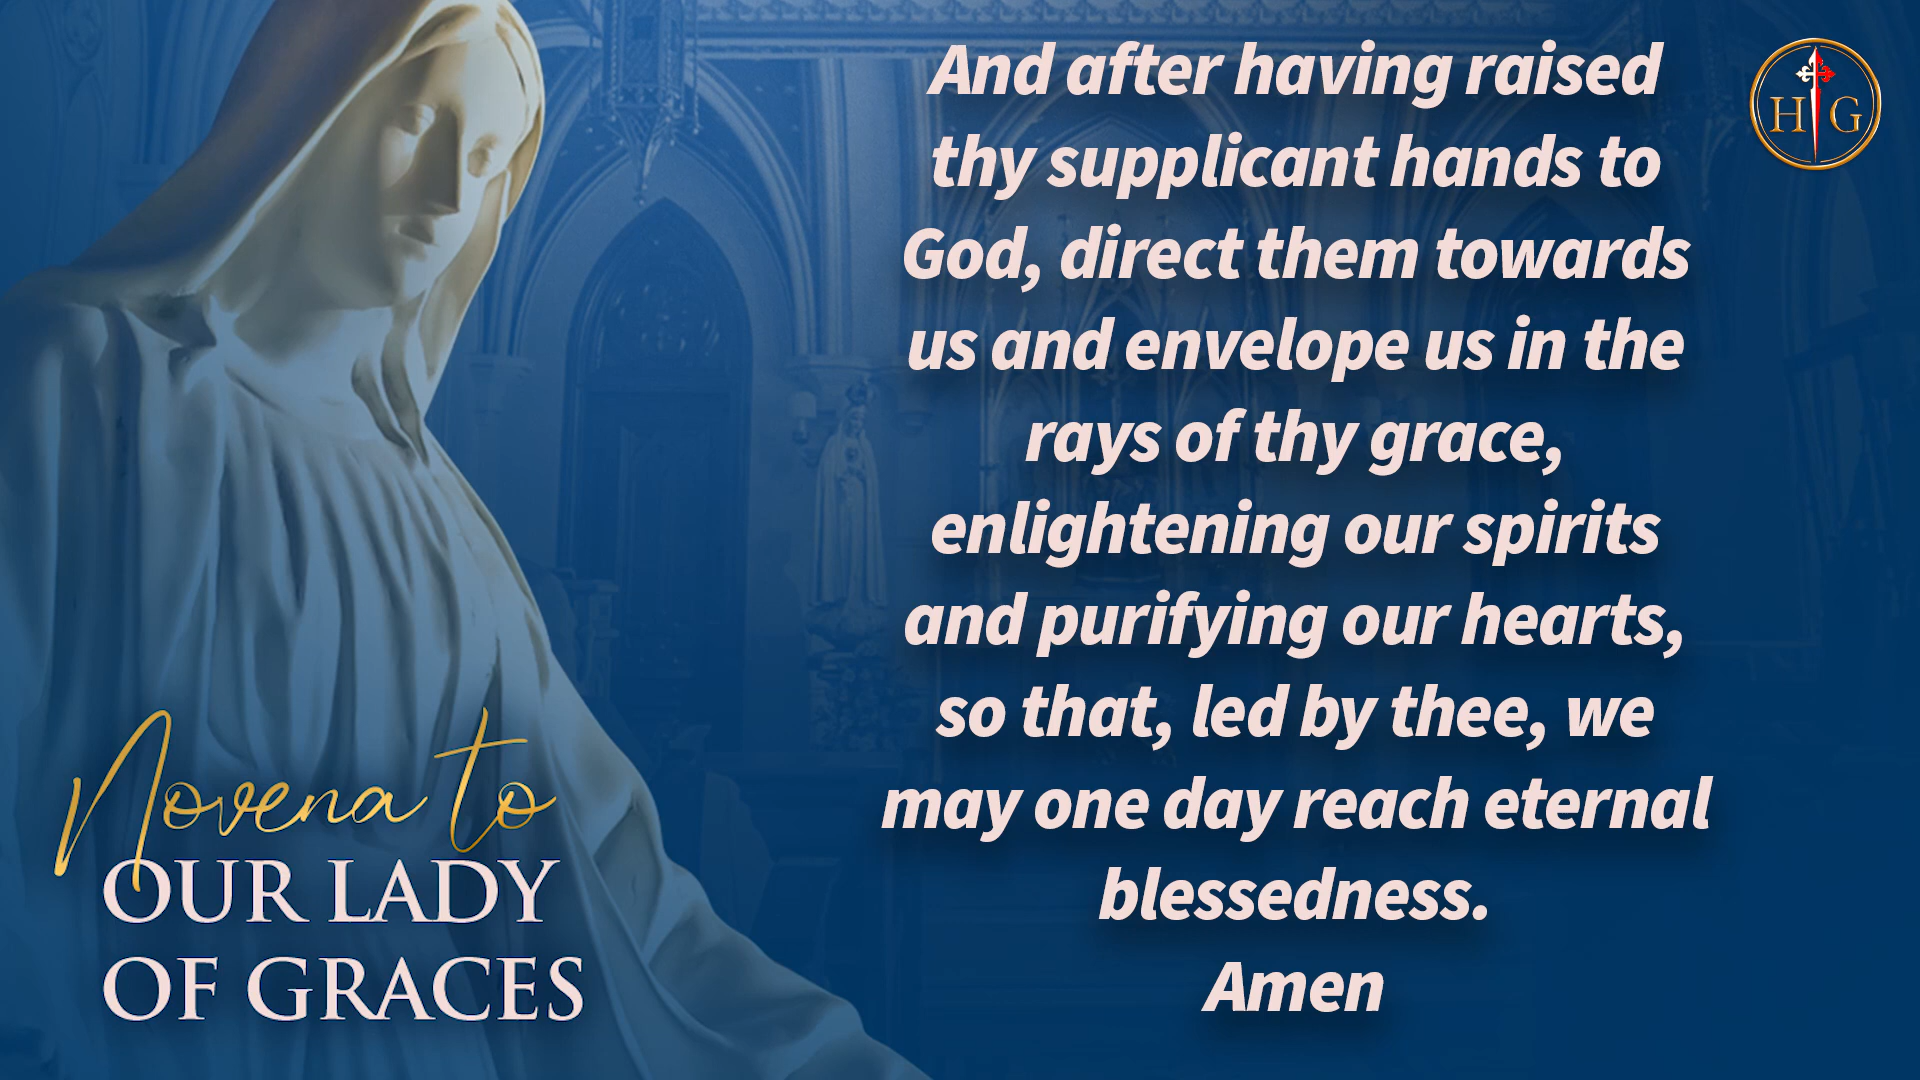 And after having raised
thy supplicant hands to
God, direct them towards
us and envelope us in the
rays of thy grace,
enlightening our spirits
and purifying our hearts,
so that, led by thee, we
may one day reach eternal
blessedness.
Amen
H G
Novena to
OUR LADY
OF GRACES